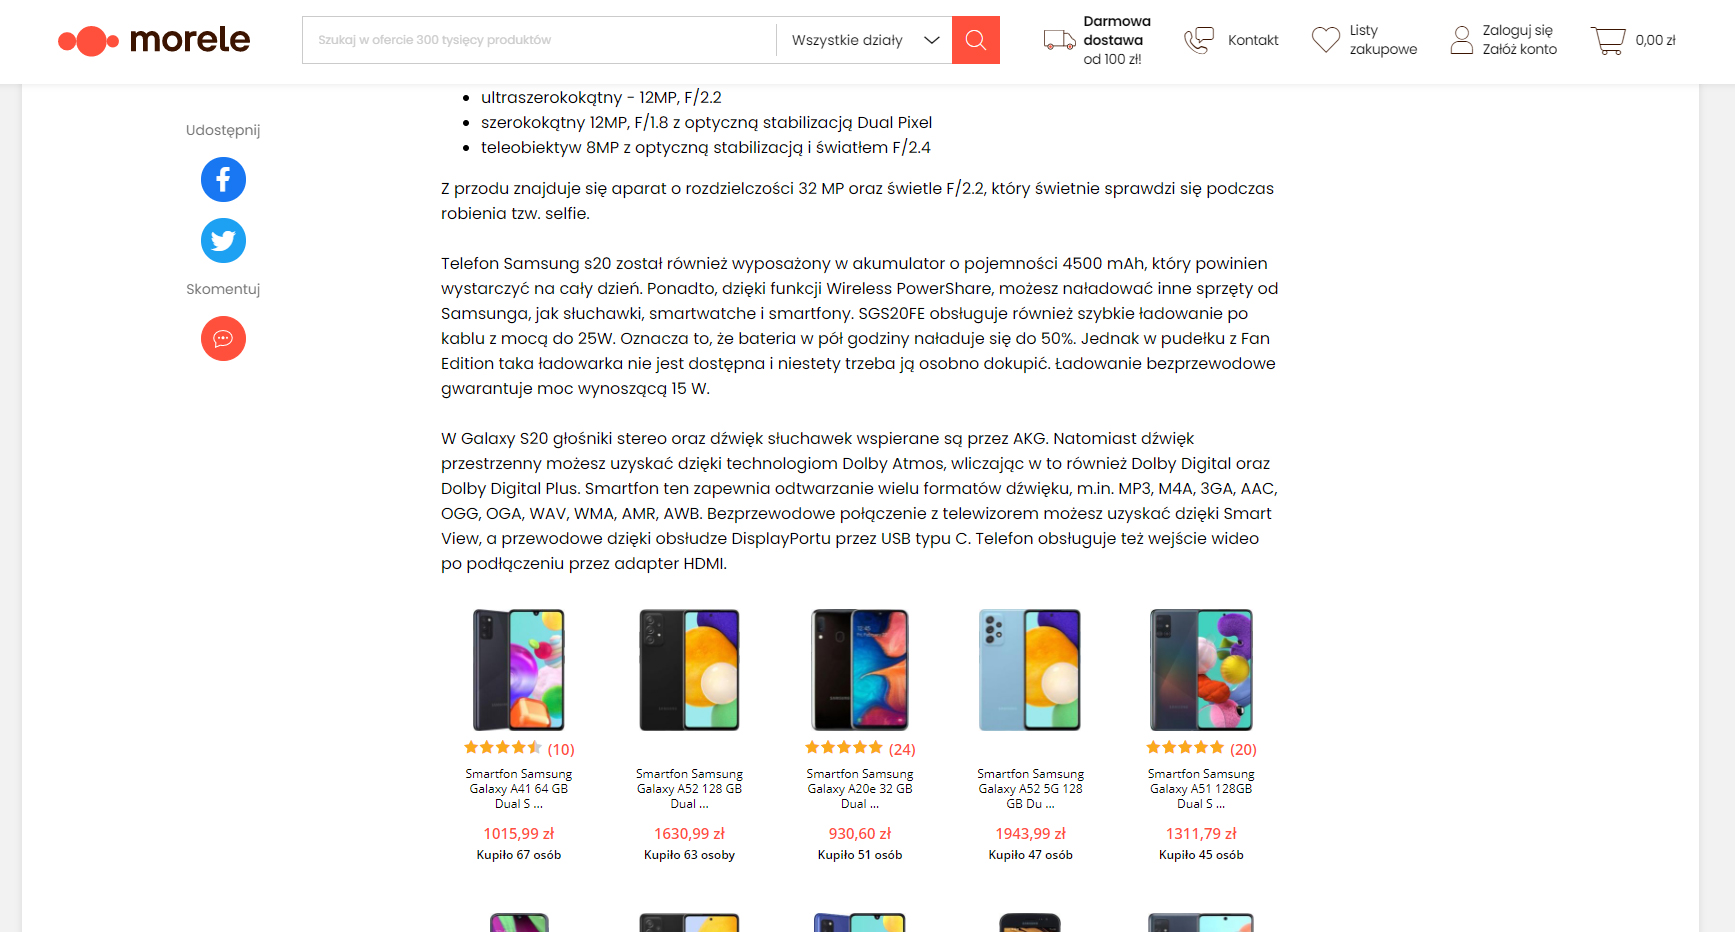 morele
Szukaj w ofercie 300 tysięcy produktów
Wszystkie działy
Darmowa
dostawa
od 100 zł!
Kontakt
Listy
zakupowe
Zaloguj się
Załóż konto
0,00 zł
Udostępnij
Skomentuj
• ultraszerokokątny - 12MP, F/2.2
• szerokokątny 12MP, F/1.8 z optyczną stabilizacją Dual Pixel
• teleobiektyw 8MP z optyczną stabilizacją i światłem F/2.4
Z przodu znajduje się aparat o rozdzielczości 32 MP oraz świetle F/2.2, który świetnie sprawdzi się podczas
robienia tzw. selfie.
Telefon Samsung s20 został również wyposażony w akumulator o pojemności 4500 mAh, który powinien
wystarczyć na cały dzień. Ponadto, dzięki funkcji Wireless PowerShare, możesz naładować inne sprzęty od
Samsunga, jak słuchawki, smartwatche i smartfony. SGS20FE obsługuje również szybkie ładowanie po
kablu z mocą do 25W. Oznacza to, że bateria w pół godziny naładuje się do 50%. Jednak w pudełku z Fan
Edition taka ładowarka nie jest dostępna i niestety trzeba ją osobno dokupić. Ładowanie bezprzewodowe
gwarantuje moc wynoszącą 15 W.
W Galaxy S20 głośniki stereo oraz dźwięk słuchawek wspierane są przez AKG. Natomiast dźwięk
przestrzenny możesz uzyskać dzięki technologiom Dolby Atmos, wliczając w to również Dolby Digital oraz
Dolby Digital Plus. Smartfon ten zapewnia odtwarzanie wielu formatów dźwięku, m.in. MP3, M4A, 3GA, AAC,
OGG, OGA, WAV, WMA, AMR, AWB. Bezprzewodowe połączenie z telewizorem możesz uzyskać dzięki Smart
View, a przewodowe dzięki obsłudze DisplayPortu przez USB typu C. Telefon obsługuje też wejście wideo
po podłączeniu przez adapter HDMI.
(10)
Smartfon Samsung
Galaxy A41 64 GB
Dual S ...
1015,99 zł
Kupiło 67 osób
Smartfon Samsung
Galaxy A52 128 GB
Dual ...
1630,99 zł
Kupiło 63 osoby
(24)
Smartfon Samsung
Galaxy A20e 32 GB
Dual ...
930,60 zł
Kupiło 51 osób
Smartfon Samsung
Galaxy A52 5G 128
GB Du ...
1943,99 zł
Kupiło 47 osób
(20)
Smartfon Samsung
Galaxy A51 128GB
Dual S ...
1311,79 zł
Kupiło 45 osób